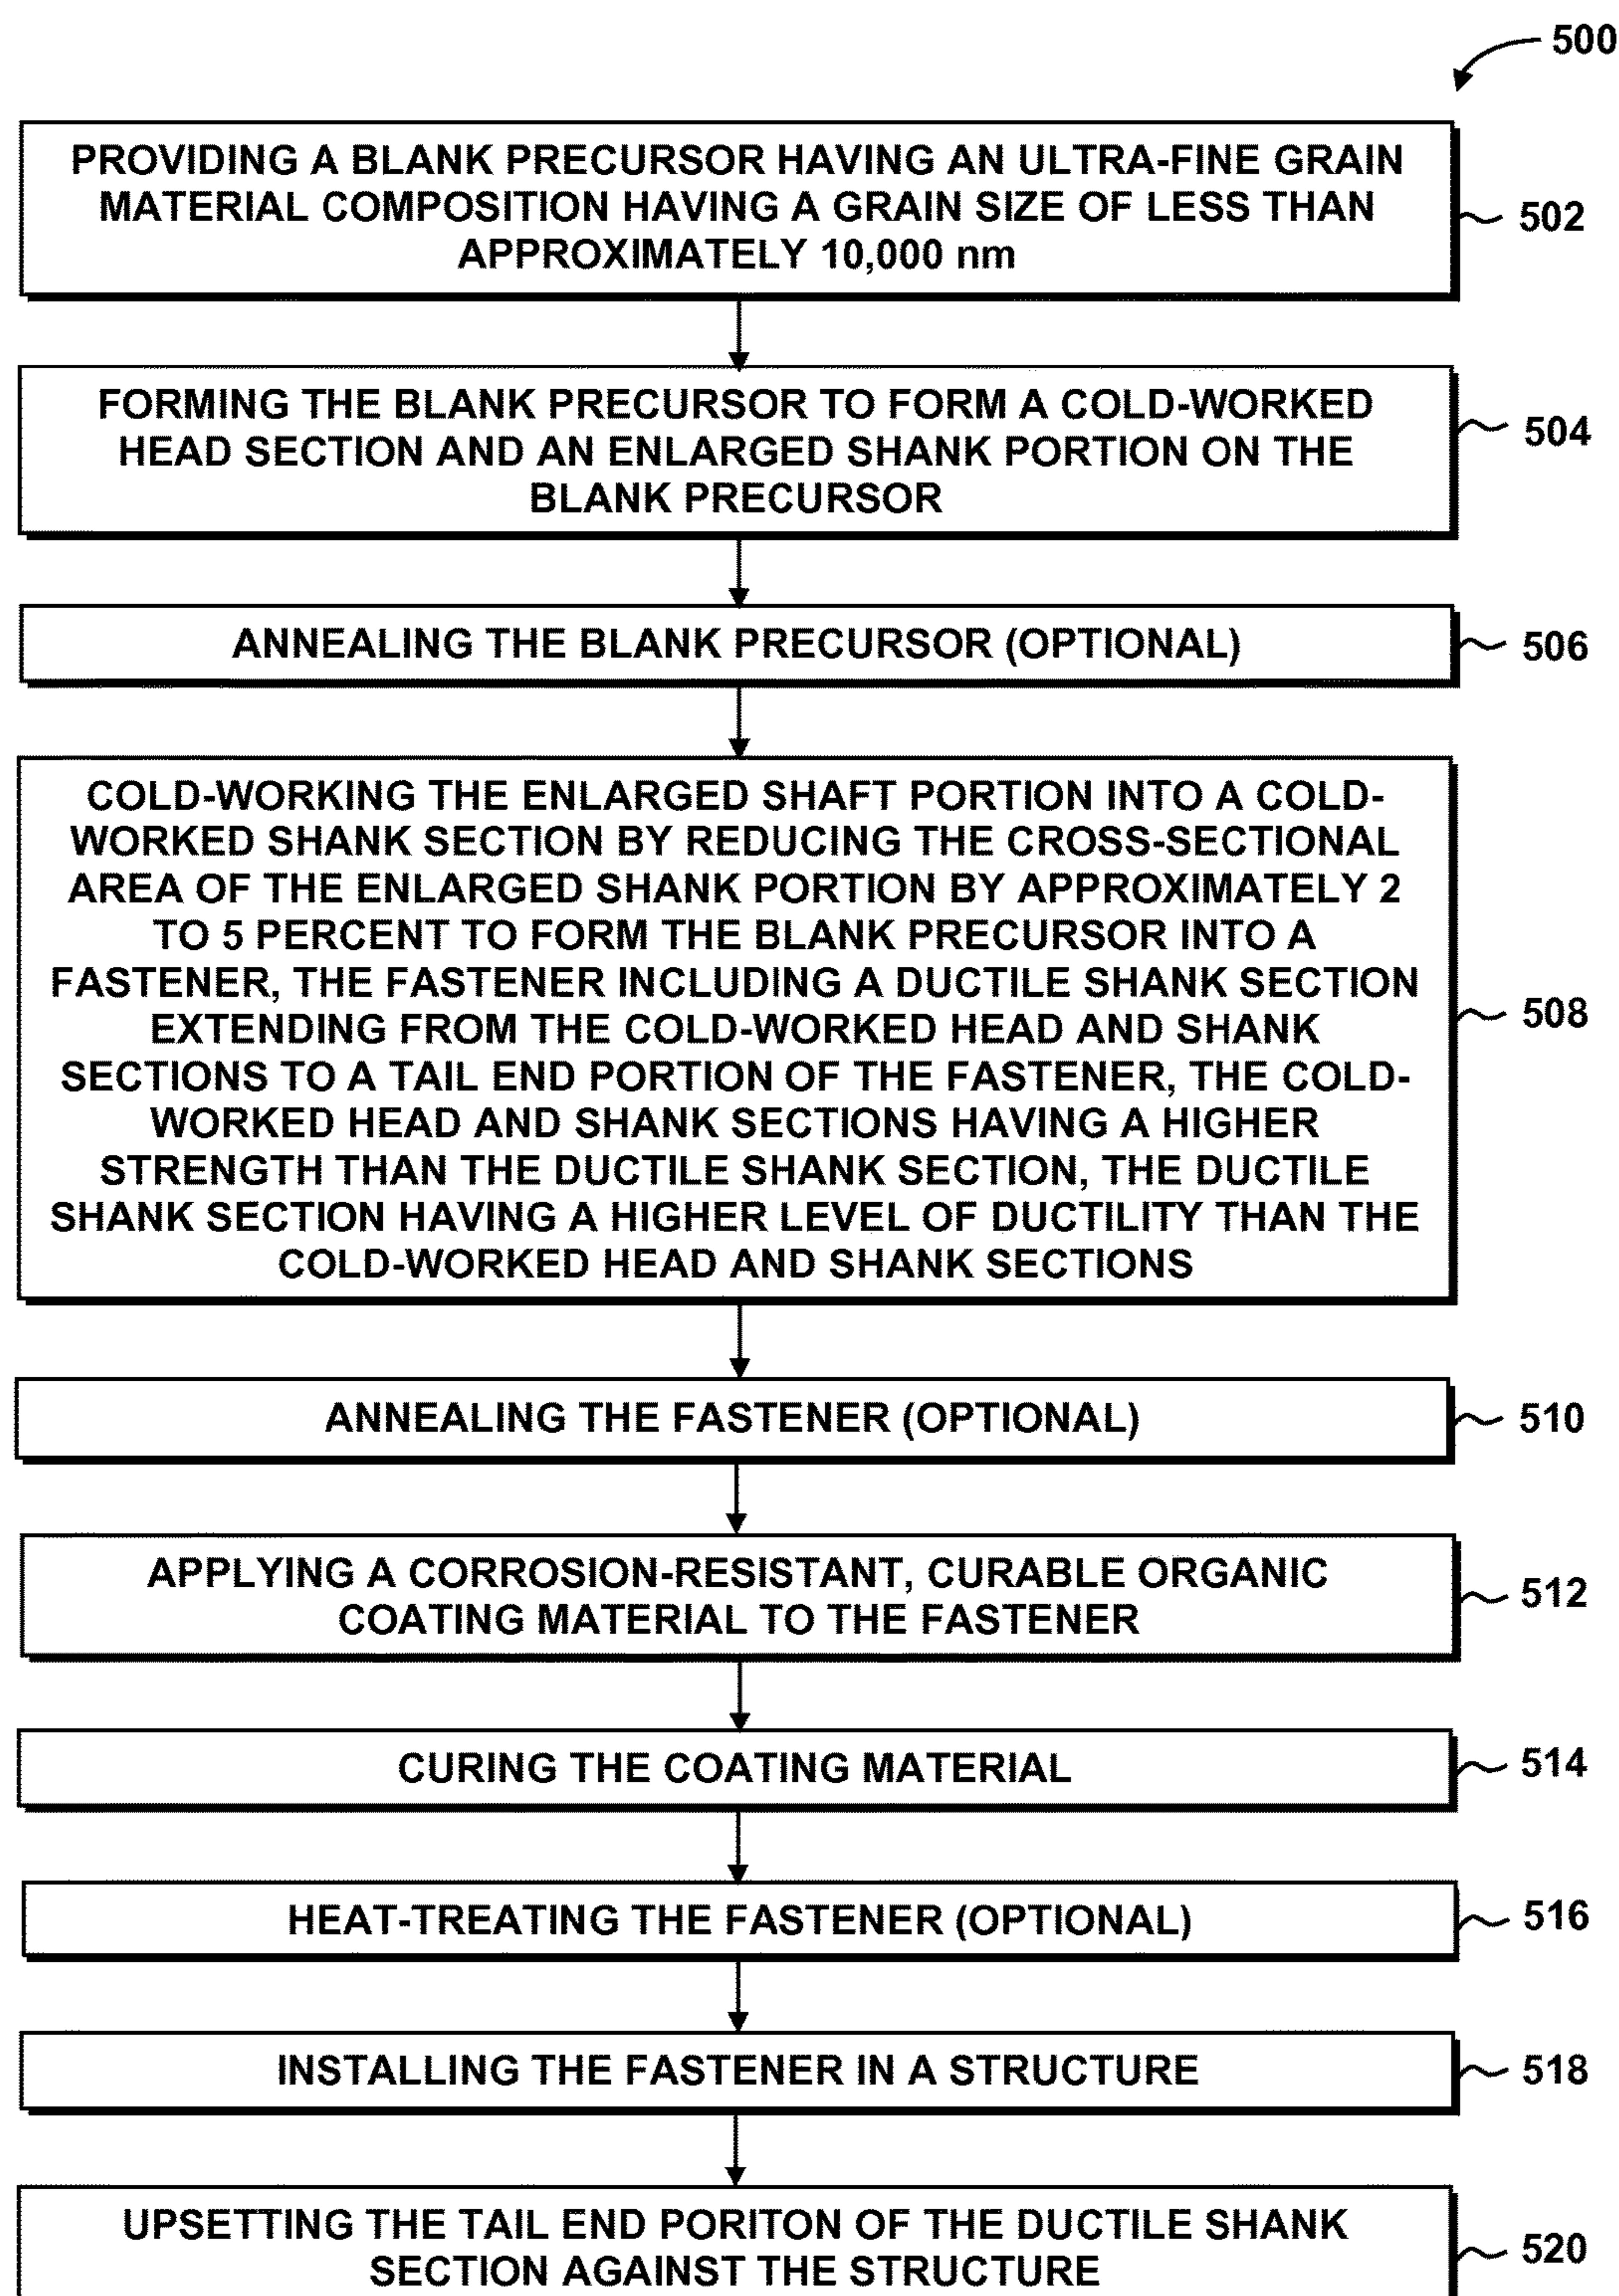 500
PROVIDING A BLANK PRECURSOR HAVING AN ULTRA-FINE GRAIN
MATERIAL COMPOSITION HAVING A GRAIN SIZE OF LESS THAN
APPROXIMATELY 10,000 nm
502
FORMING THE BLANK PRECURSOR TO FORM A COLD-WORKED
HEAD SECTION AND AN ENLARGED SHANK PORTION ON THE
BLANK PRECURSOR
504
ANNEALING THE BLANK PRECURSOR (OPTIONAL)
506
COLD-WORKING THE ENLARGED SHAFT PORTION INTO A COLD-
WORKED SHANK SECTION BY REDUCING THE CROSS-SECTIONAL
AREA OF THE ENLARGED SHANK PORTION BY APPROXIMATELY 2
TO 5 PERCENT TO FORM THE BLANK PRECURSOR INTO A
FASTENER, THE FASTENER INCLUDING A DUCTILE SHANK SECTION
EXTENDING FROM THE COLD-WORKED HEAD AND SHANK
SECTIONS TO A TAIL END PORTION OF THE FASTENER, THE COLD-
WORKED HEAD AND SHANK SECTIONS HAVING A HIGHER
STRENGTH THAN THE DUCTILE SHANK SECTION, THE DUCTILE
SHANK SECTION HAVING A HIGHER LEVEL OF DUCTILITY THAN THE
COLD-WORKED HEAD AND SHANK SECTIONS
508
ANNEALING THE FASTENER (OPTIONAL)
510
APPLYING A CORROSION-RESISTANT, CURABLE ORGANIC
COATING MATERIAL TO THE FASTENER
512
CURING THE COATING MATERIAL
514
HEAT-TREATING THE FASTENER (OPTIONAL)
516
INSTALLING THE FASTENER IN A STRUCTURE
518
UPSETTING THE TAIL END PORITON OF THE DUCTILE SHANK
SECTION AGAINST THE STRUCTURE
520